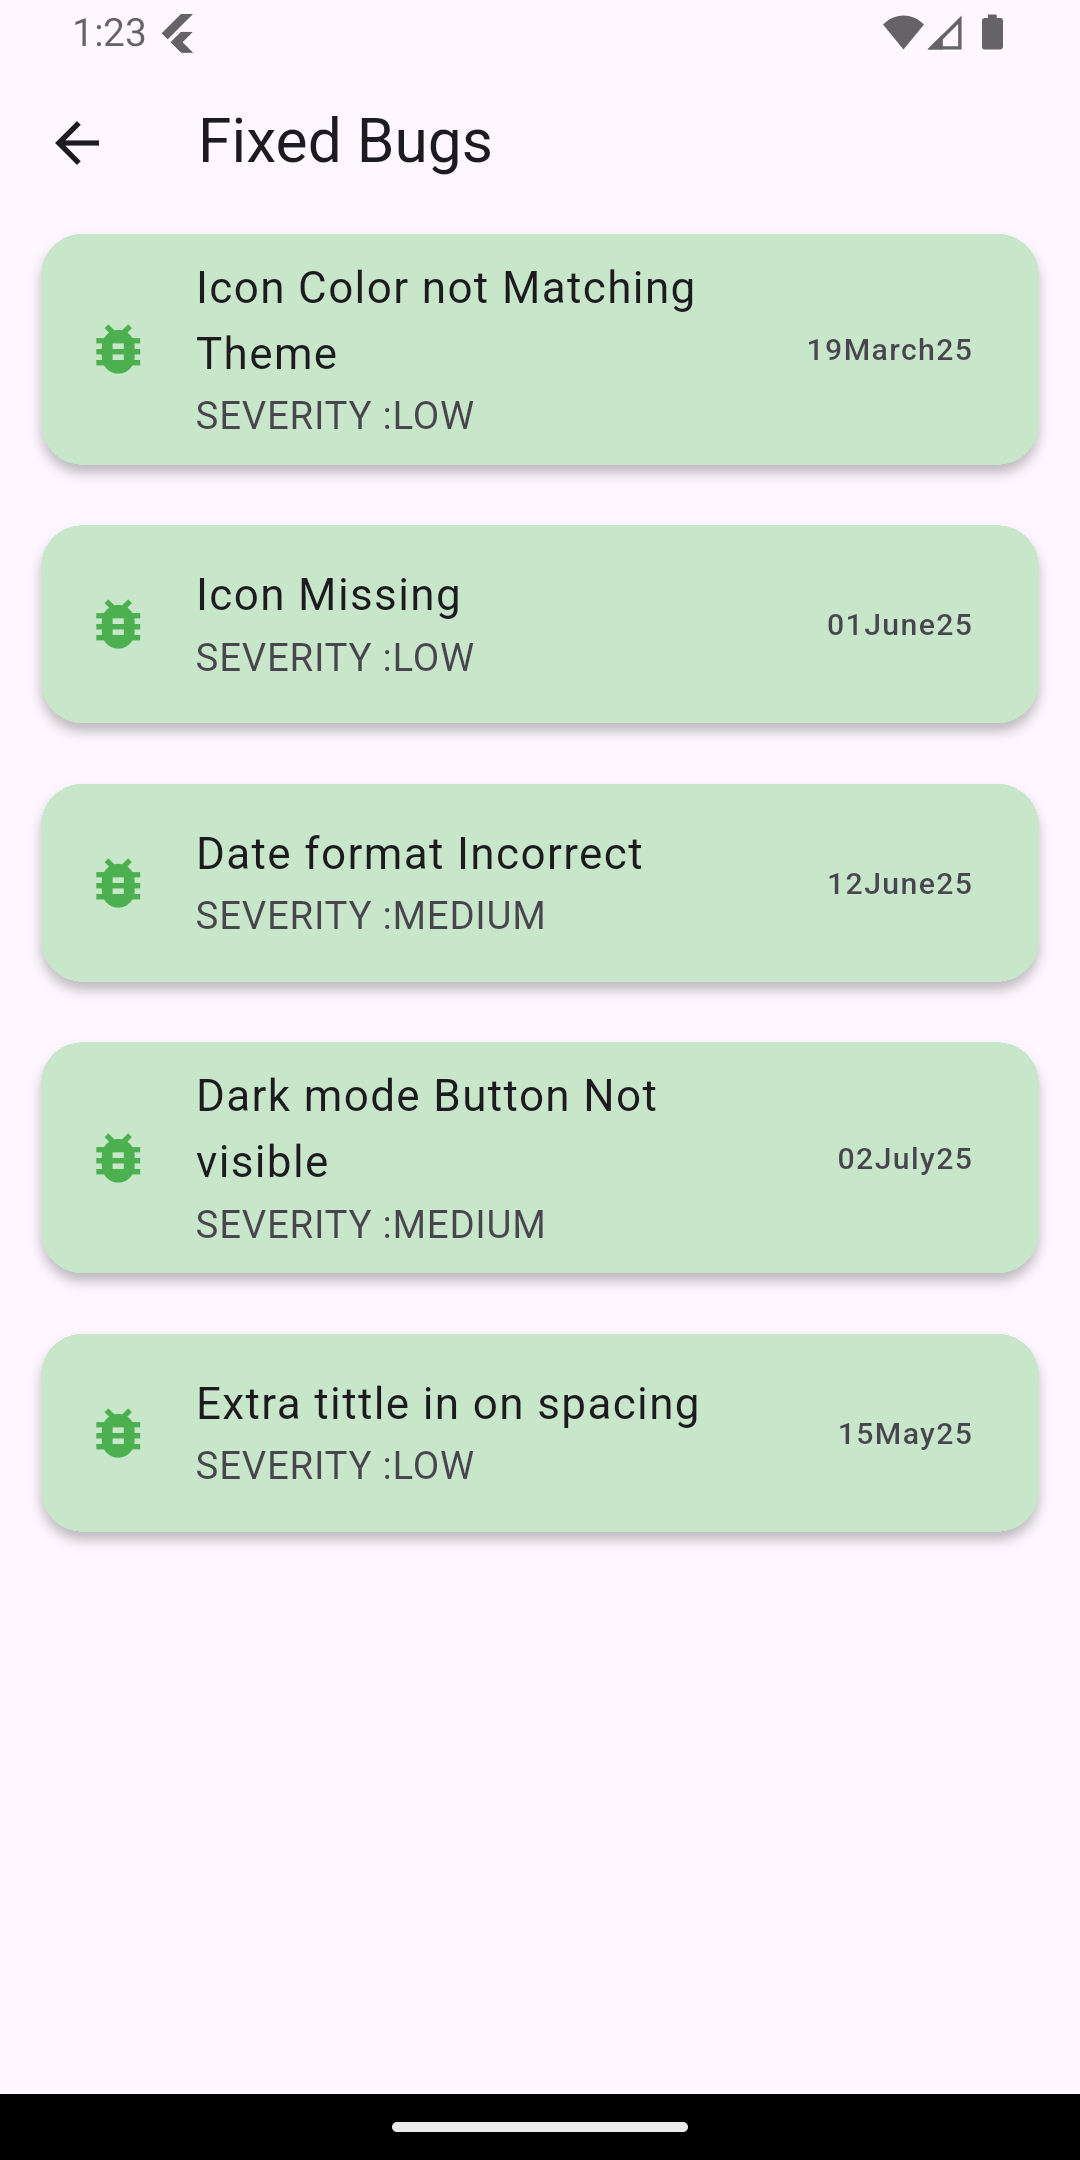 1:23
Fixed Bugs
Icon Color not Matching
Theme
SEVERITY :LOW
19March25
Icon Missing
SEVERITY :LOW
01June25
Date format Incorrect
SEVERITY :MEDIUM
12June25
Dark mode Button Not
visible
SEVERITY :MEDIUM
02July25
Extra tittle in on spacing
SEVERITY :LOW
15May25